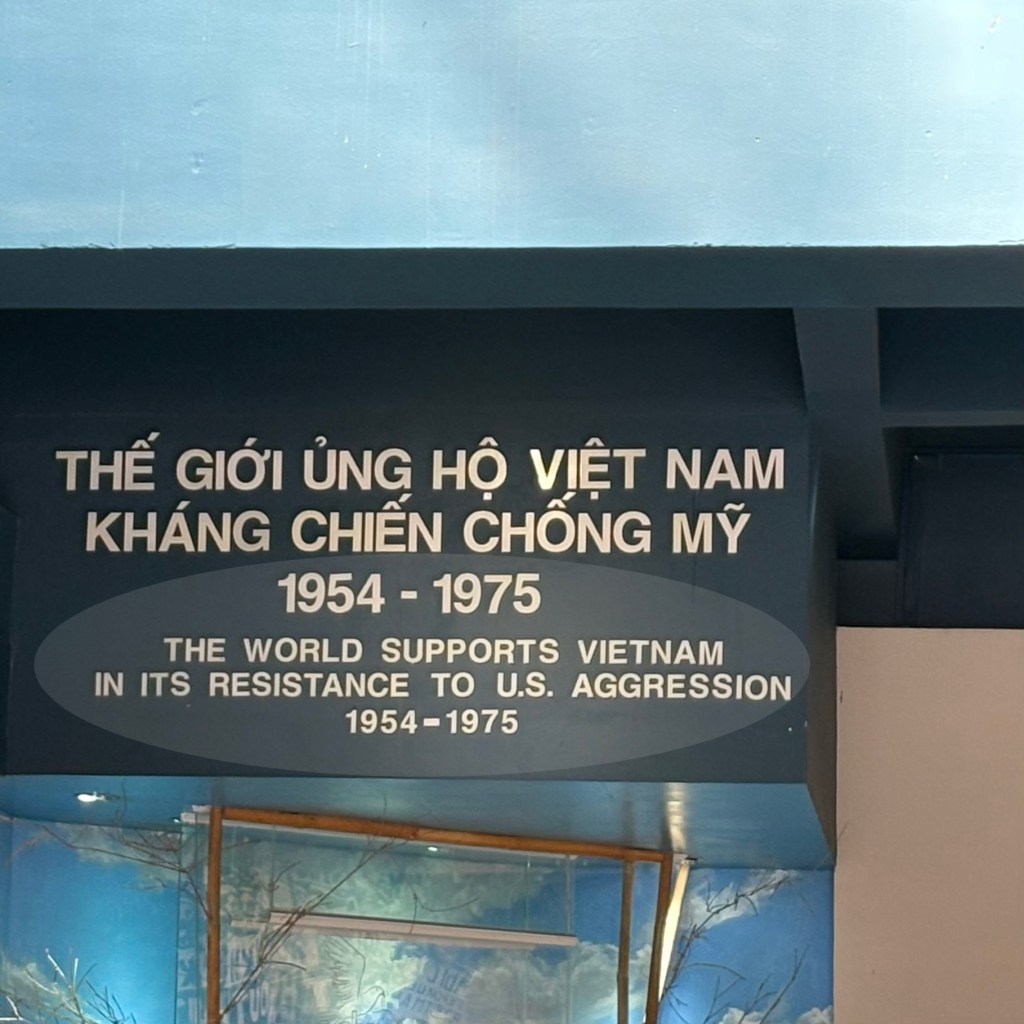 THẾ GIỚI ỦNG HỘ VIỆT NAM
KHÁNG CHIẾN CHỐNG MỸ
1954 - 1975
THE WORLD SUPPORTS VIETNAM
IN ITS RESISTANCE TO U.S. AGGRESSION
1954-1975